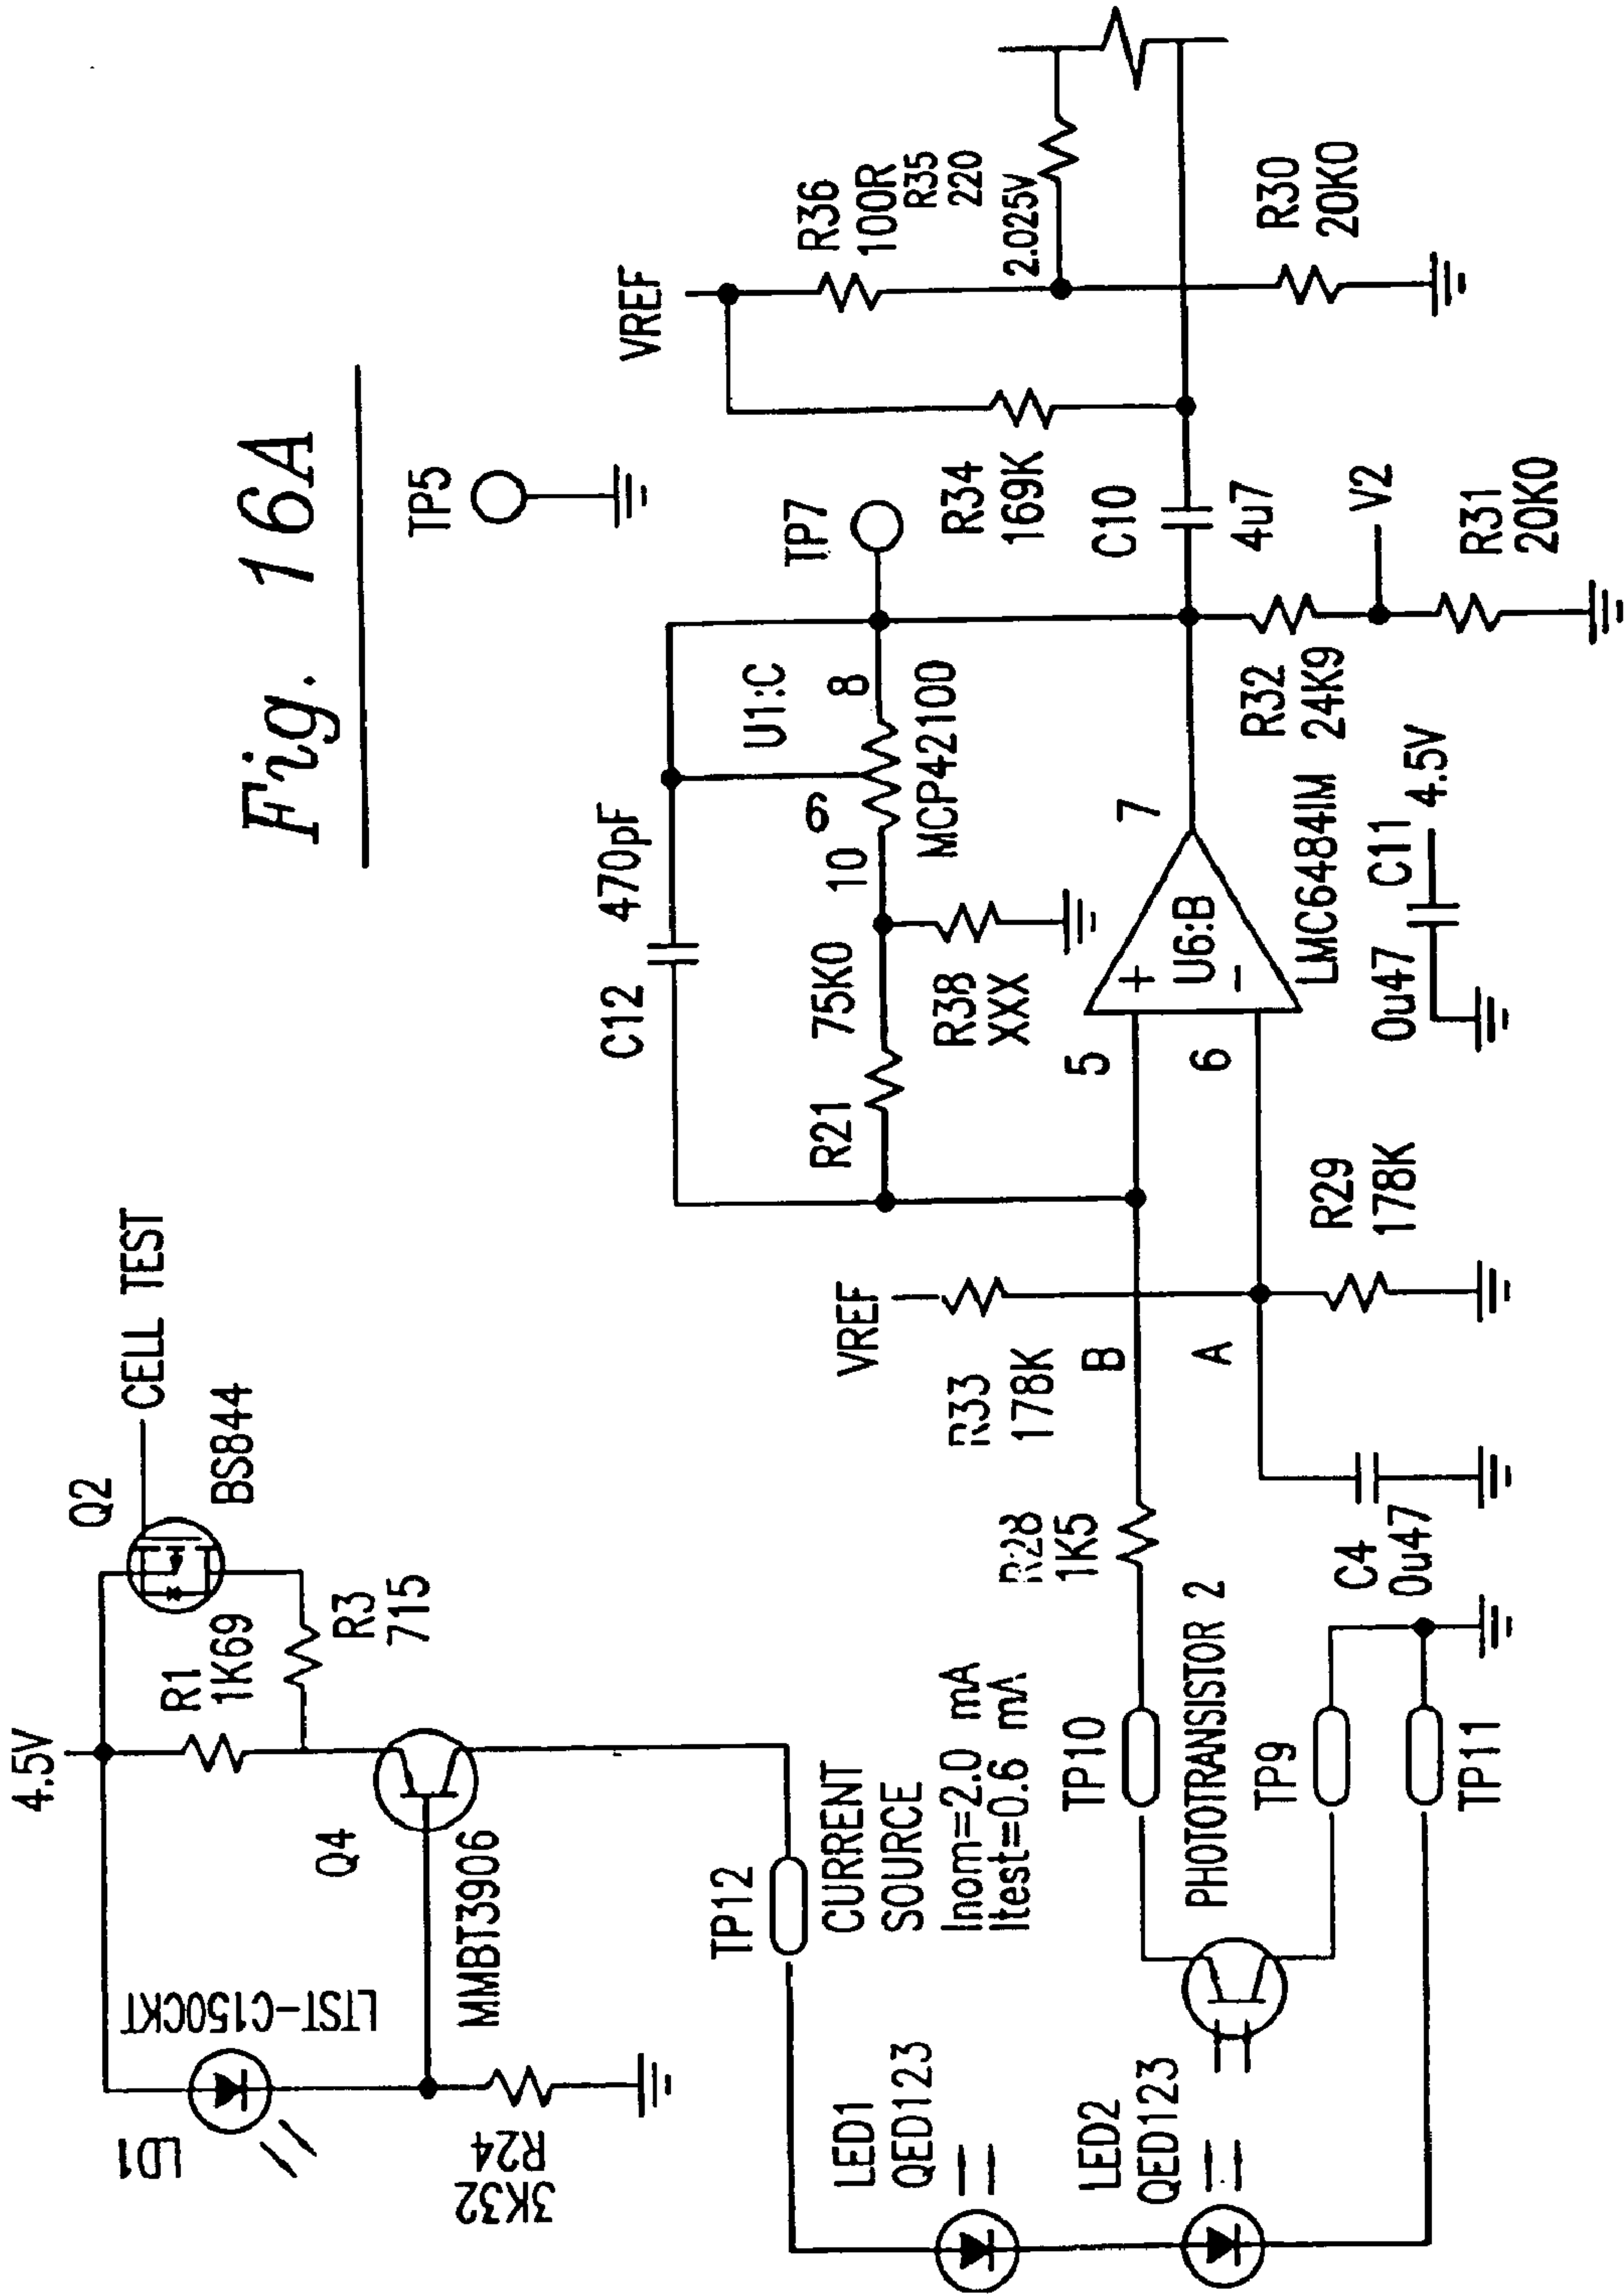 Fig. 16A
4.5V
LD1
LTST-C150CKT
R24
3K32
Q4
MMBT3906
R1
1K69
R3
715
Q2
BS844
CELL TEST
TP5
TP12
CURRENT
SOURCE
Inom=2.0 mA
Itest=0.6 mA
LED1
QED123
LED2
QED123
TP10
PHOTOTRANSISTOR 2
TP9
TP11
R28
1K5
C4
0u47
VREF
R33
178K
B
A
R29
178K
C12
470pF
R21
75K0
10
6
8
U1:C
MCP42100
R38
XXX
5
6
+
-
U6:B
7
LMC6484IM
0u47
C11
4.5V
TP7
R32
24K9
V2
R31
20K0
C10
4u7
R34
169K
VREF
R36
100R
R35
220
2.025V
R30
20K0